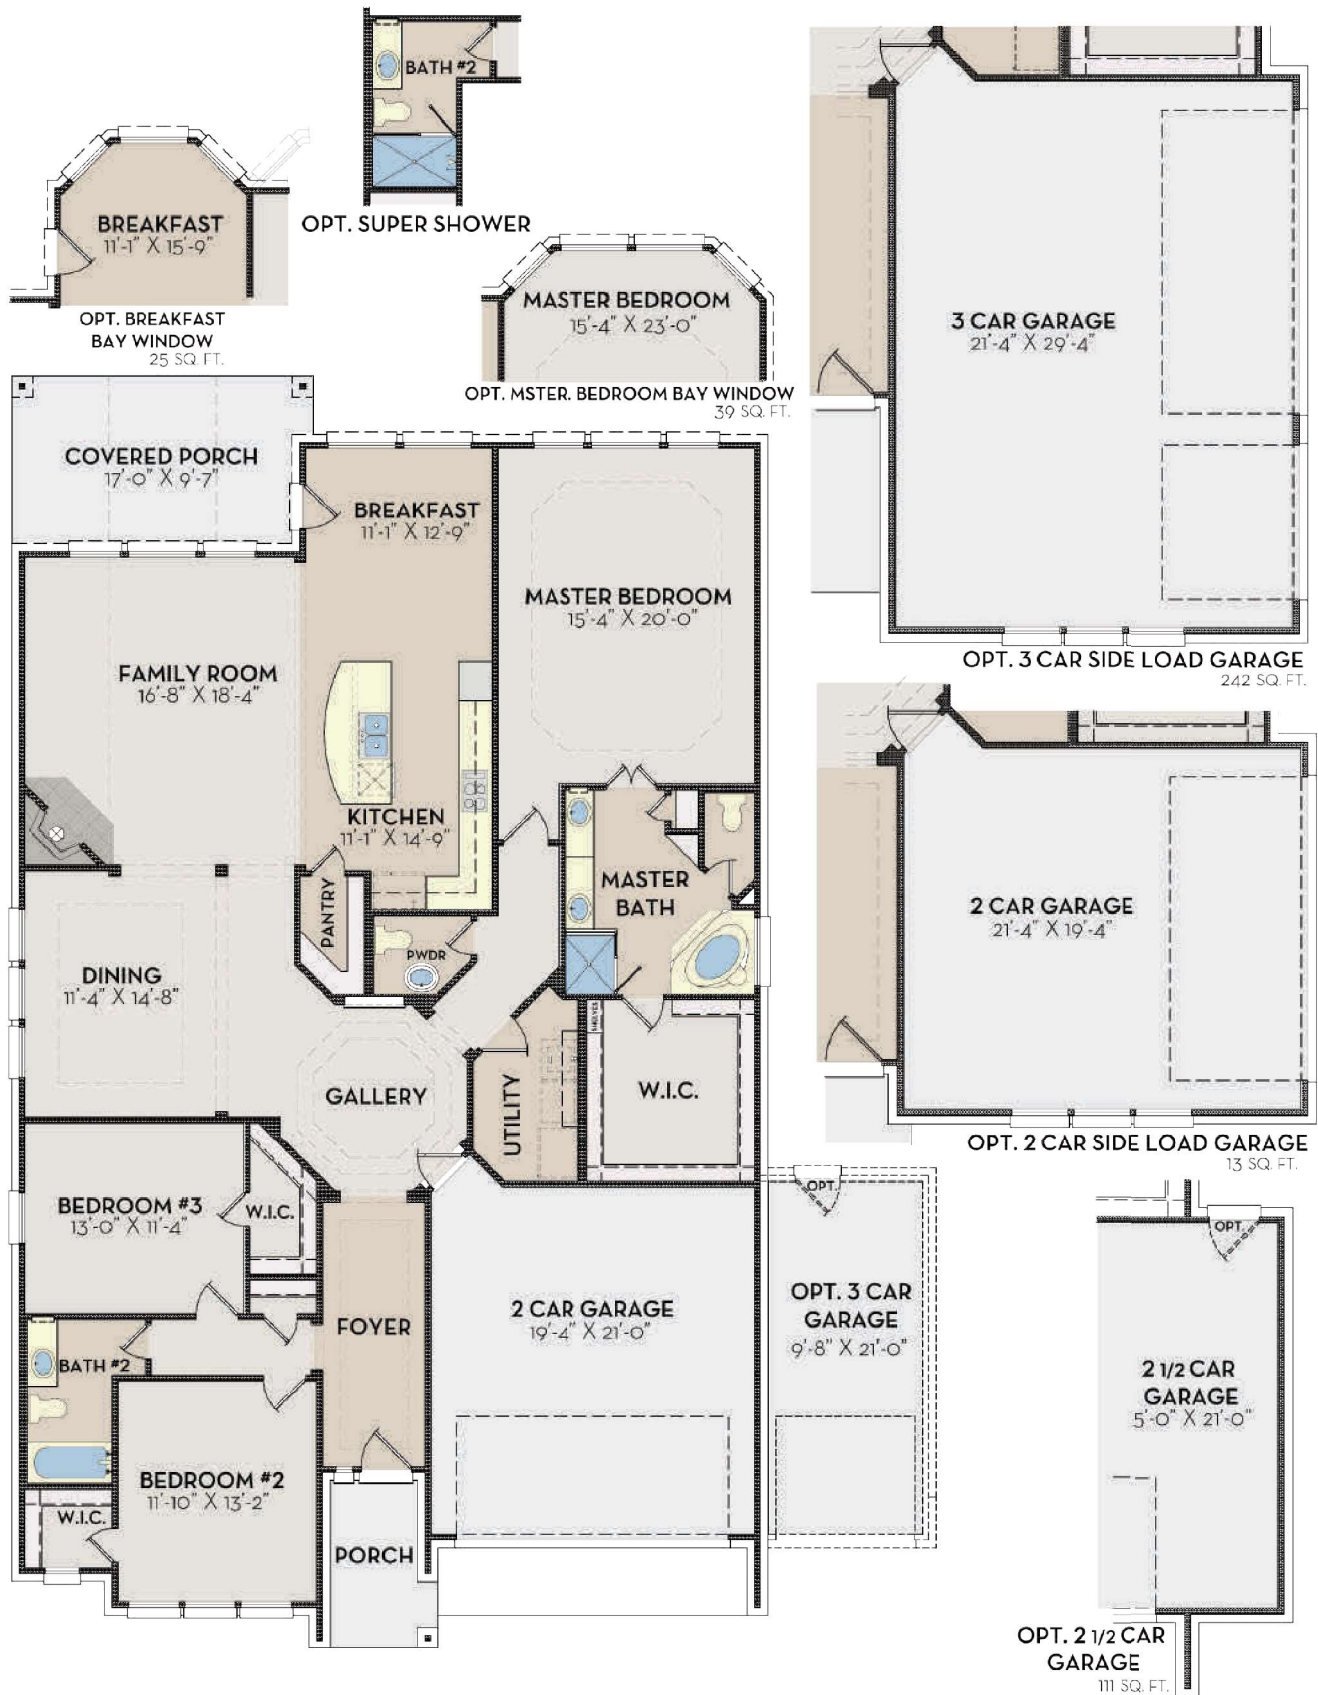 BATH #2
OPT. SUPER SHOWER
BREAKFAST
11'-1" X 15'-9"
OPT. BREAKFAST
BAY WINDOW
25 SQ. FT.
MASTER BEDROOM
15'-4" X 23'-0"
OPT. MSTER. BEDROOM BAY WINDOW
39 SQ. FT.
3 CAR GARAGE
21'-4" X 29'-4"
OPT. 3 CAR SIDE LOAD GARAGE
242 SQ. FT.
COVERED PORCH
17'-0" X 9'-7"
BREAKFAST
11'-1" X 12'-9"
MASTER BEDROOM
15'-4" X 20'-0"
FAMILY ROOM
16'-8" X 18'-4"
KITCHEN
11'-1" X 14'-9"
MASTER
BATH
PANTRY
PWDR
DINING
11'-4" X 14'-8"
SHELVES
GALLERY
UTILITY
W.I.C.
2 CAR GARAGE
21'-4" X 19'-4"
OPT. 2 CAR SIDE LOAD GARAGE
13 SQ. FT.
BEDROOM #3
13'-0" X 11'-4"
W.I.C.
FOYER
2 CAR GARAGE
19'-4" X 21'-0"
OPT.
OPT. 3 CAR
GARAGE
9'-8" X 21'-0"
BATH #2
BEDROOM #2
11'-10" X 13'-2"
W.I.C.
PORCH
OPT.
2 1/2 CAR
GARAGE
5'-0" X 21'-0"
OPT. 2 1/2 CAR
GARAGE
111 SQ. FT.